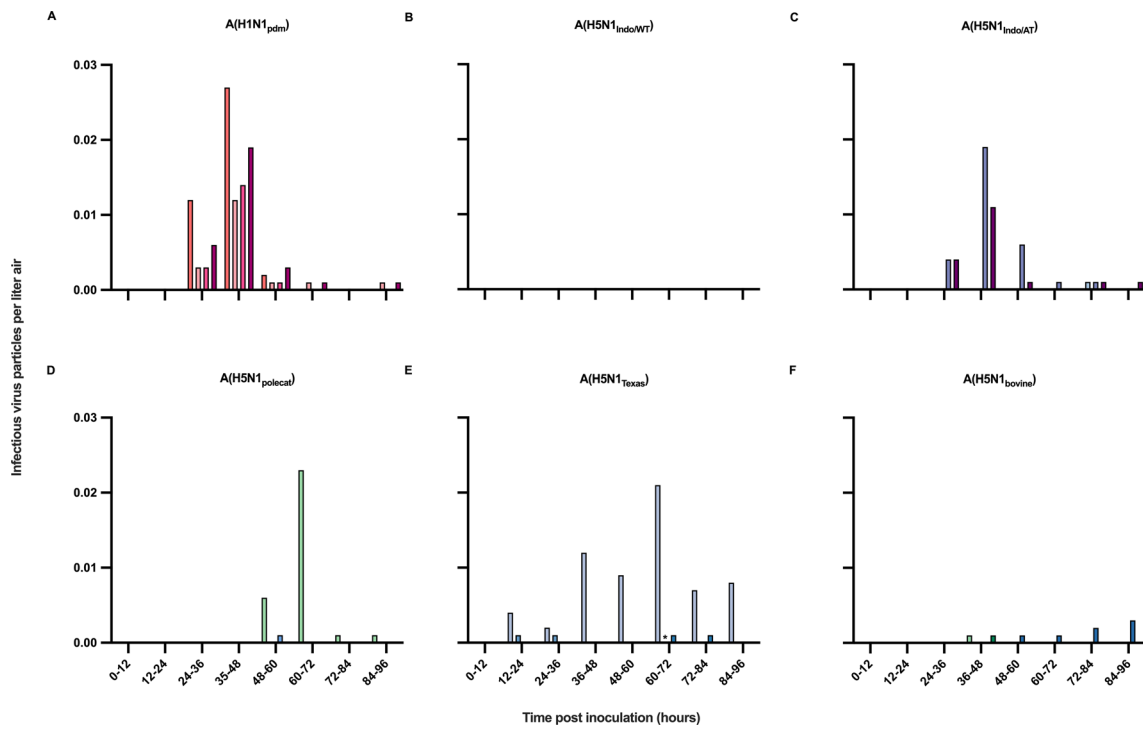 A
A(H1N1pdm)
B
A(H5N1Indo/WT)
C
A(H5N1Indo/AT)
0.03
0.02
0.01
0.00
Infectious virus particles per liter air
D
A(H5N1polecat)
E
A(H5N1Texas)
F
A(H5N1bovine)
0.03
0.02
0.01
0.00
*
0-12
12-24
24-36
35-48
48-60
60-72
72-84
84-96
0-12
12-24
24-36
36-48
48-60
60-72
72-84
84-96
0-12
12-24
24-36
36-48
48-60
60-72
72-84
84-96
Time post inoculation (hours)